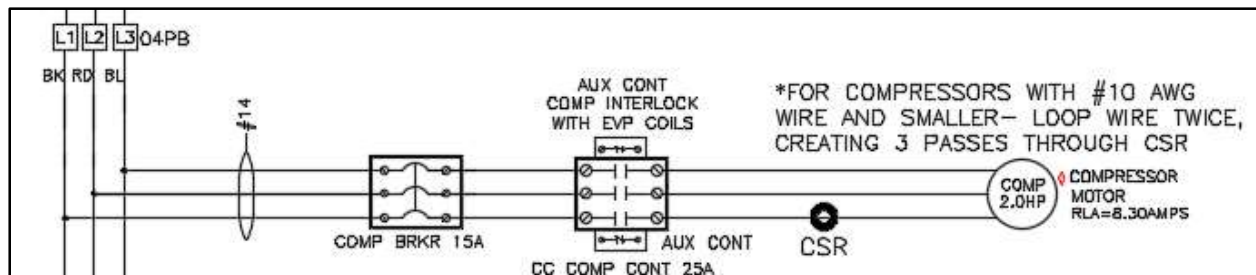 L1 L2 L3 04PB
BK RD BL
#14
AUX CONT
COMP INTERLOCK
WITH EVP COILS
*FOR COMPRESSORS WITH #10 AWG
WIRE AND SMALLER- LOOP WIRE TWICE,
CREATING 3 PASSES THROUGH CSR
COMP
2.0HP
COMPRESSOR
MOTOR
RLA=8.30AMPS
COMP BRKR 15A
AUX CONT
CC COMP CONT 25A
CSR